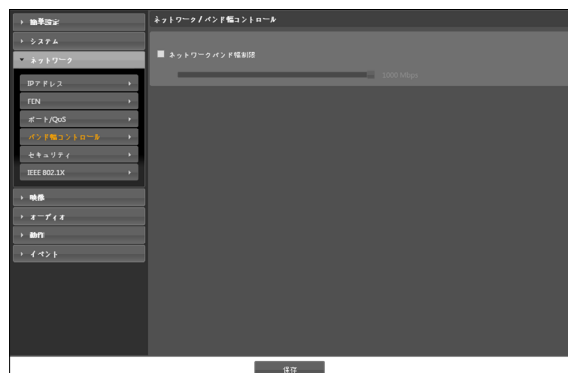 簡単設定
システム
ネットワーク
IPアドレス
FEN
ポート/QoS
バンド幅コントロール
セキュリティ
IEEE 802.1X
映像
オーディオ
動作
イベント
ネットワーク / バンド幅コントロール
ネットワークバンド幅制限
1000 Mbps
保存